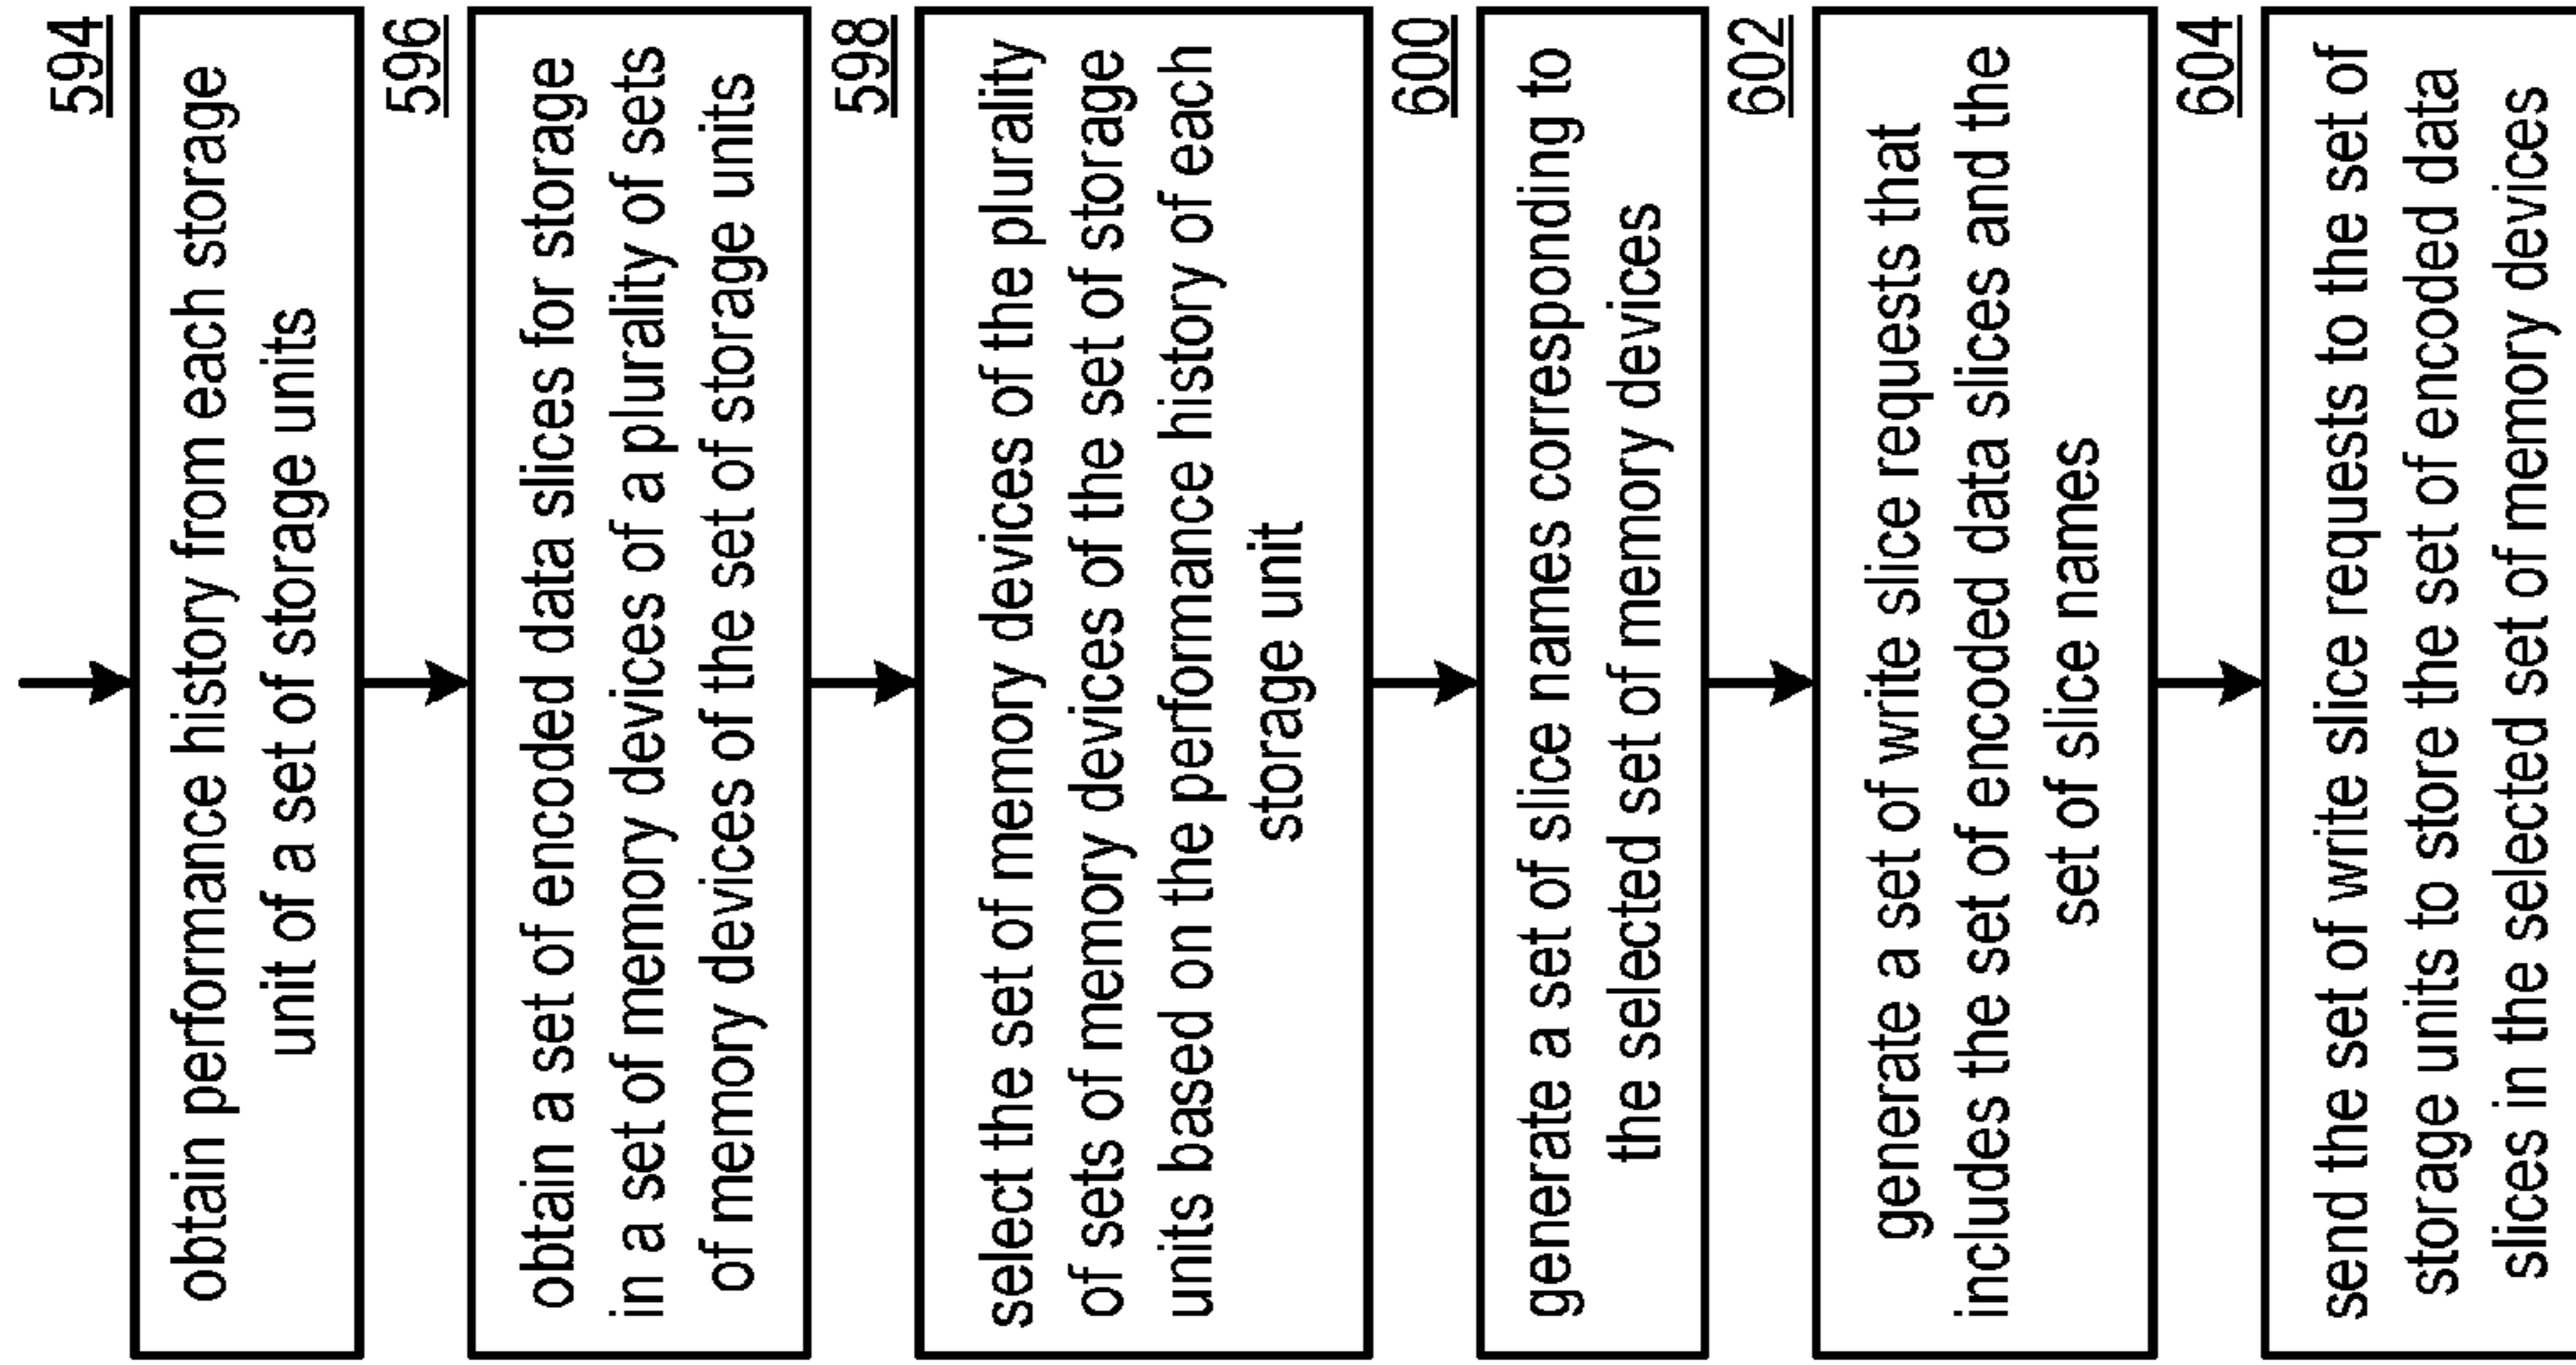 594
obtain performance history from each storage
unit of a set of storage units
596
obtain a set of encoded data slices for storage
in a set of memory devices of a plurality of sets
of memory devices of the set of storage units
598
select the set of memory devices of the plurality
of sets of memory devices of the set of storage
units based on the performance history of each
storage unit
600
generate a set of slice names corresponding to
the selected set of memory devices
602
generate a set of write slice requests that
includes the set of encoded data slices and the
set of slice names
604
send the set of write slice requests to the set of
storage units to store the set of encoded data
slices in the selected set of memory devices